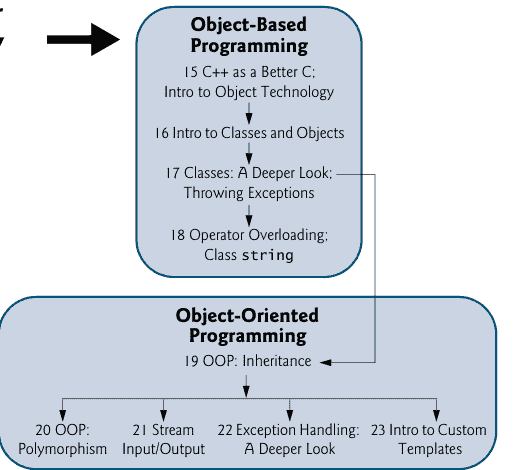 Object-Based
Programming
15 C++ as a Better C;
Intro to Object Technology
16 Intro to Classes and Objects
17 Classes: A Deeper Look;
Throwing Exceptions
18 Operator Overloading;
Class string
Object-Oriented
Programming
19 OOP: Inheritance
20 OOP:
Polymorphism
21 Stream
Input/Output
22 Exception Handling:
A Deeper Look
23 Intro to Custom
Templates